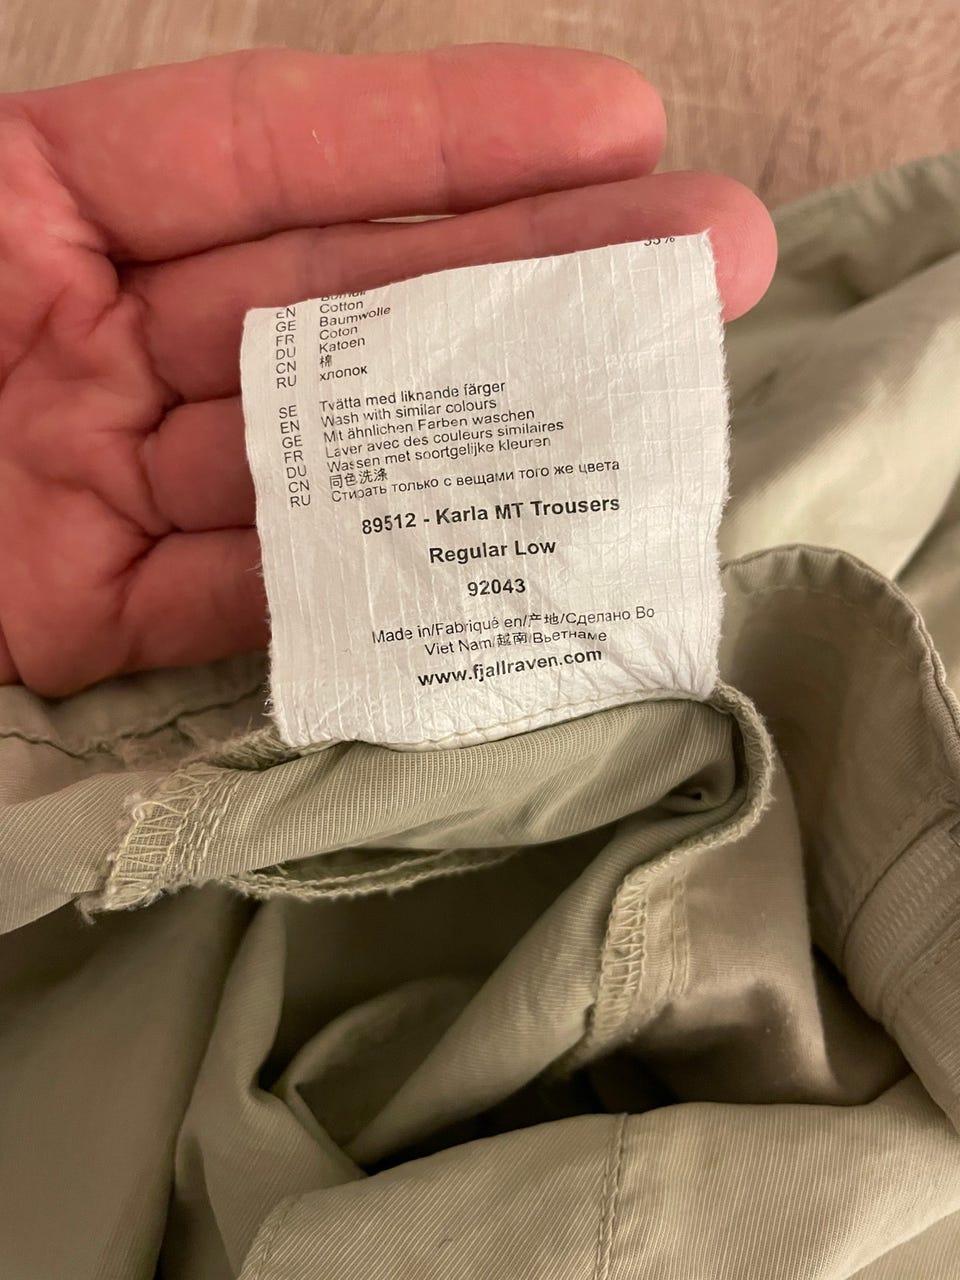 35%
Bomull
EN Cotton
GE Baumwolle
FR Coton
DU Katoen
CN 棉
RU хлопок
SE Tvätta med liknande färger
EN Wash with similar colours
GE Mit ähnlichen Farben waschen
FR Laver avec des couleurs similaires
DU Wassen met soortgelijke kleuren
CN 同色洗涤
RU Стирать только с вещами того же цвета
89512 - Karla MT Trousers
Regular Low
92043
Made in/Fabriqué en/产地/Сделано Во
Viet Nam/越南/Вьетнаме
www.fjallraven.com